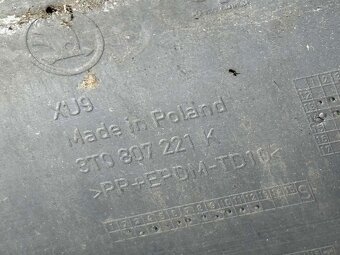 XU9
Made in Poland
3T0 807 221 K
>PP+EPDM-TD10<